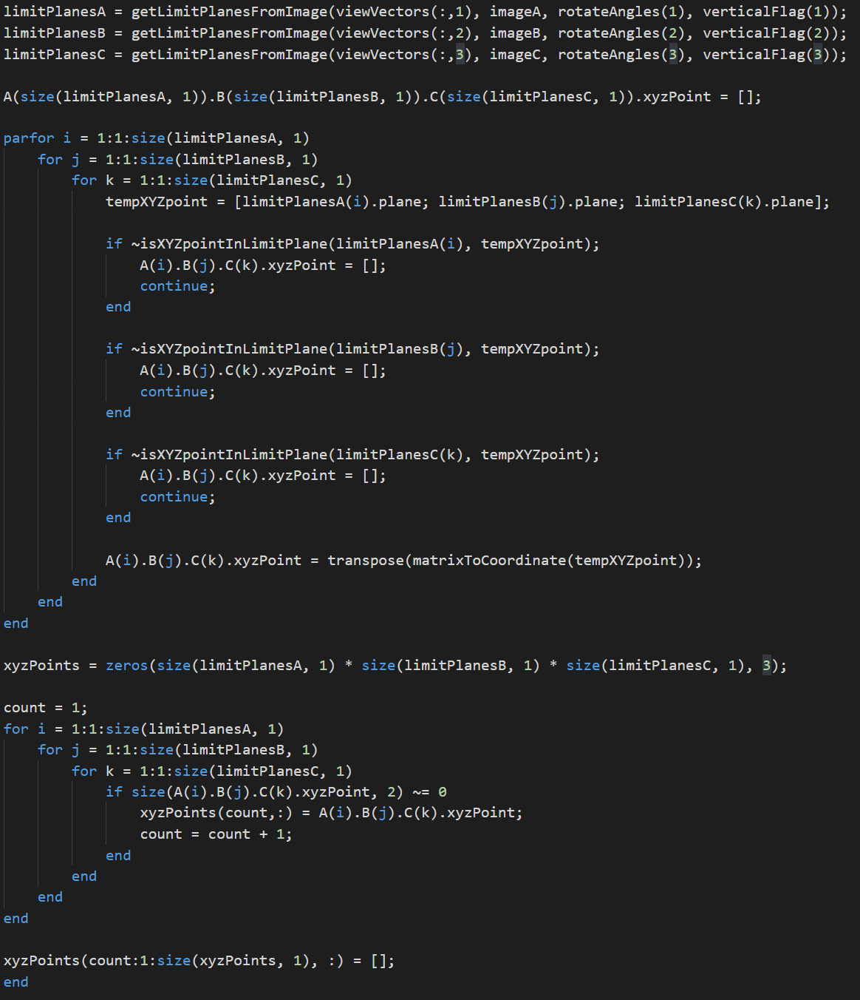 limitPlanesA = getLimitPlanesFromImage(viewVectors(:,1), imageA, rotateAngles(1), verticalFlag(1));
limitPlanesB = getLimitPlanesFromImage(viewVectors(:,2), imageB, rotateAngles(2), verticalFlag(2));
limitPlanesC = getLimitPlanesFromImage(viewVectors(:,3), imageC, rotateAngles(3), verticalFlag(3));

A(size(limitPlanesA, 1)).B(size(limitPlanesB, 1)).C(size(limitPlanesC, 1)).xyzPoint = [];

parfor i = 1:1:size(limitPlanesA, 1)
    for j = 1:1:size(limitPlanesB, 1)
        for k = 1:1:size(limitPlanesC, 1)
            tempXYZpoint = [limitPlanesA(i).plane; limitPlanesB(j).plane; limitPlanesC(k).plane];

            if ~isXYZpointInLimitPlane(limitPlanesA(i), tempXYZpoint);
                A(i).B(j).C(k).xyzPoint = [];
                continue;
            end

            if ~isXYZpointInLimitPlane(limitPlanesB(j), tempXYZpoint);
                A(i).B(j).C(k).xyzPoint = [];
                continue;
            end

            if ~isXYZpointInLimitPlane(limitPlanesC(k), tempXYZpoint);
                A(i).B(j).C(k).xyzPoint = [];
                continue;
            end

            A(i).B(j).C(k).xyzPoint = transpose(matrixToCoordinate(tempXYZpoint));
        end
    end
end

xyzPoints = zeros(size(limitPlanesA, 1) * size(limitPlanesB, 1) * size(limitPlanesC, 1), 3);

count = 1;
for i = 1:1:size(limitPlanesA, 1)
    for j = 1:1:size(limitPlanesB, 1)
        for k = 1:1:size(limitPlanesC, 1)
            if size(A(i).B(j).C(k).xyzPoint, 2) ~= 0
                xyzPoints(count,:) = A(i).B(j).C(k).xyzPoint;
                count = count + 1;
            end
        end
    end
end

xyzPoints(count:1:size(xyzPoints, 1), :) = [];
end